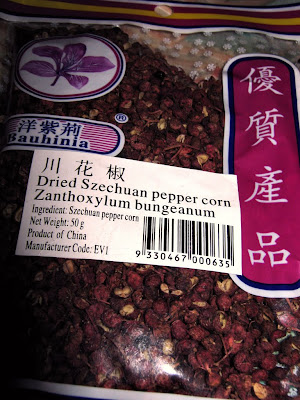 洋紫荊
Bauhinia
優質產品
川花椒
Dried Szechuan pepper corn
Zanthoxylum bungeanum
Ingredient: Szechuan pepper corn
Net Weight: 50 g
Product of China
Manufacturer Code: EV1
9 330467 000635